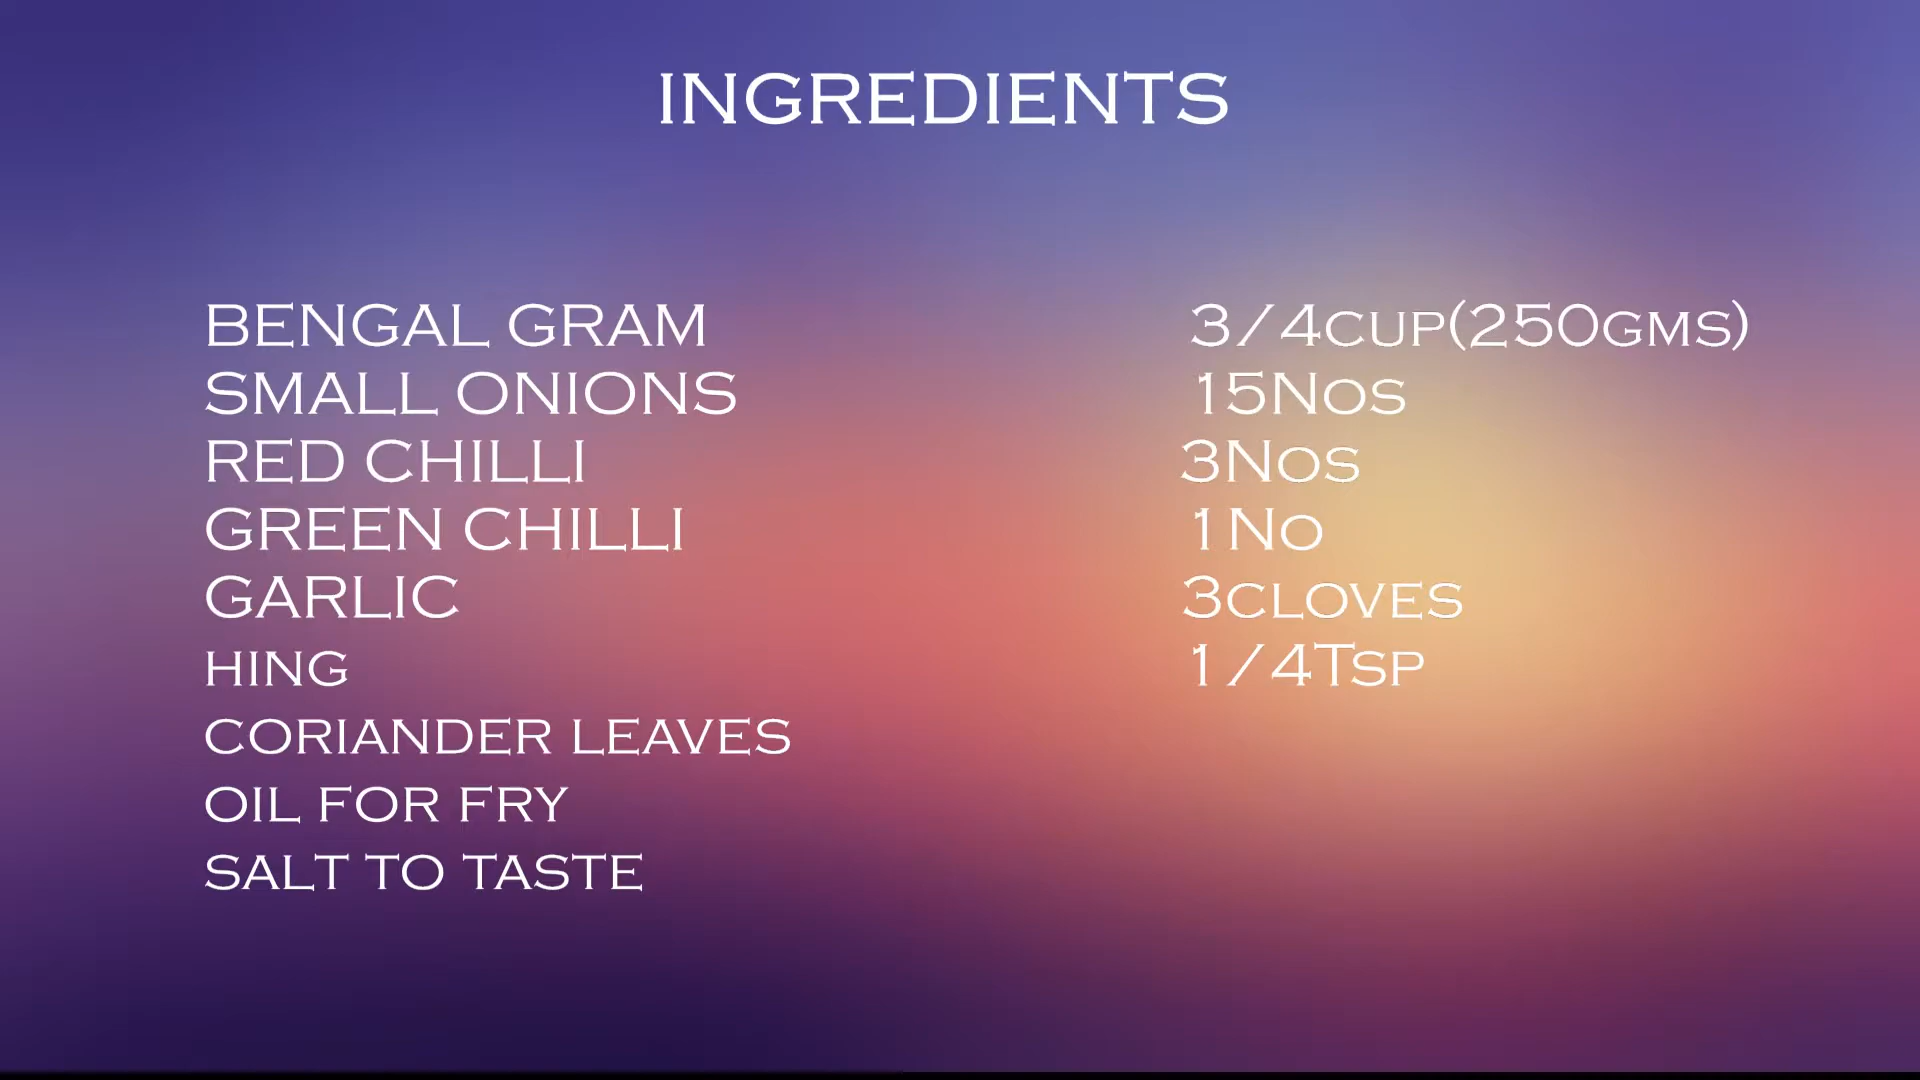 INGREDIENTS
BENGAL GRAM 3/4CUP(250GMS)
SMALL ONIONS 15NOS
RED CHILLI 3NOS
GREEN CHILLI 1NO
GARLIC 3CLOVES
HING 1/4TSP
CORIANDER LEAVES
OIL FOR FRY
SALT TO TASTE